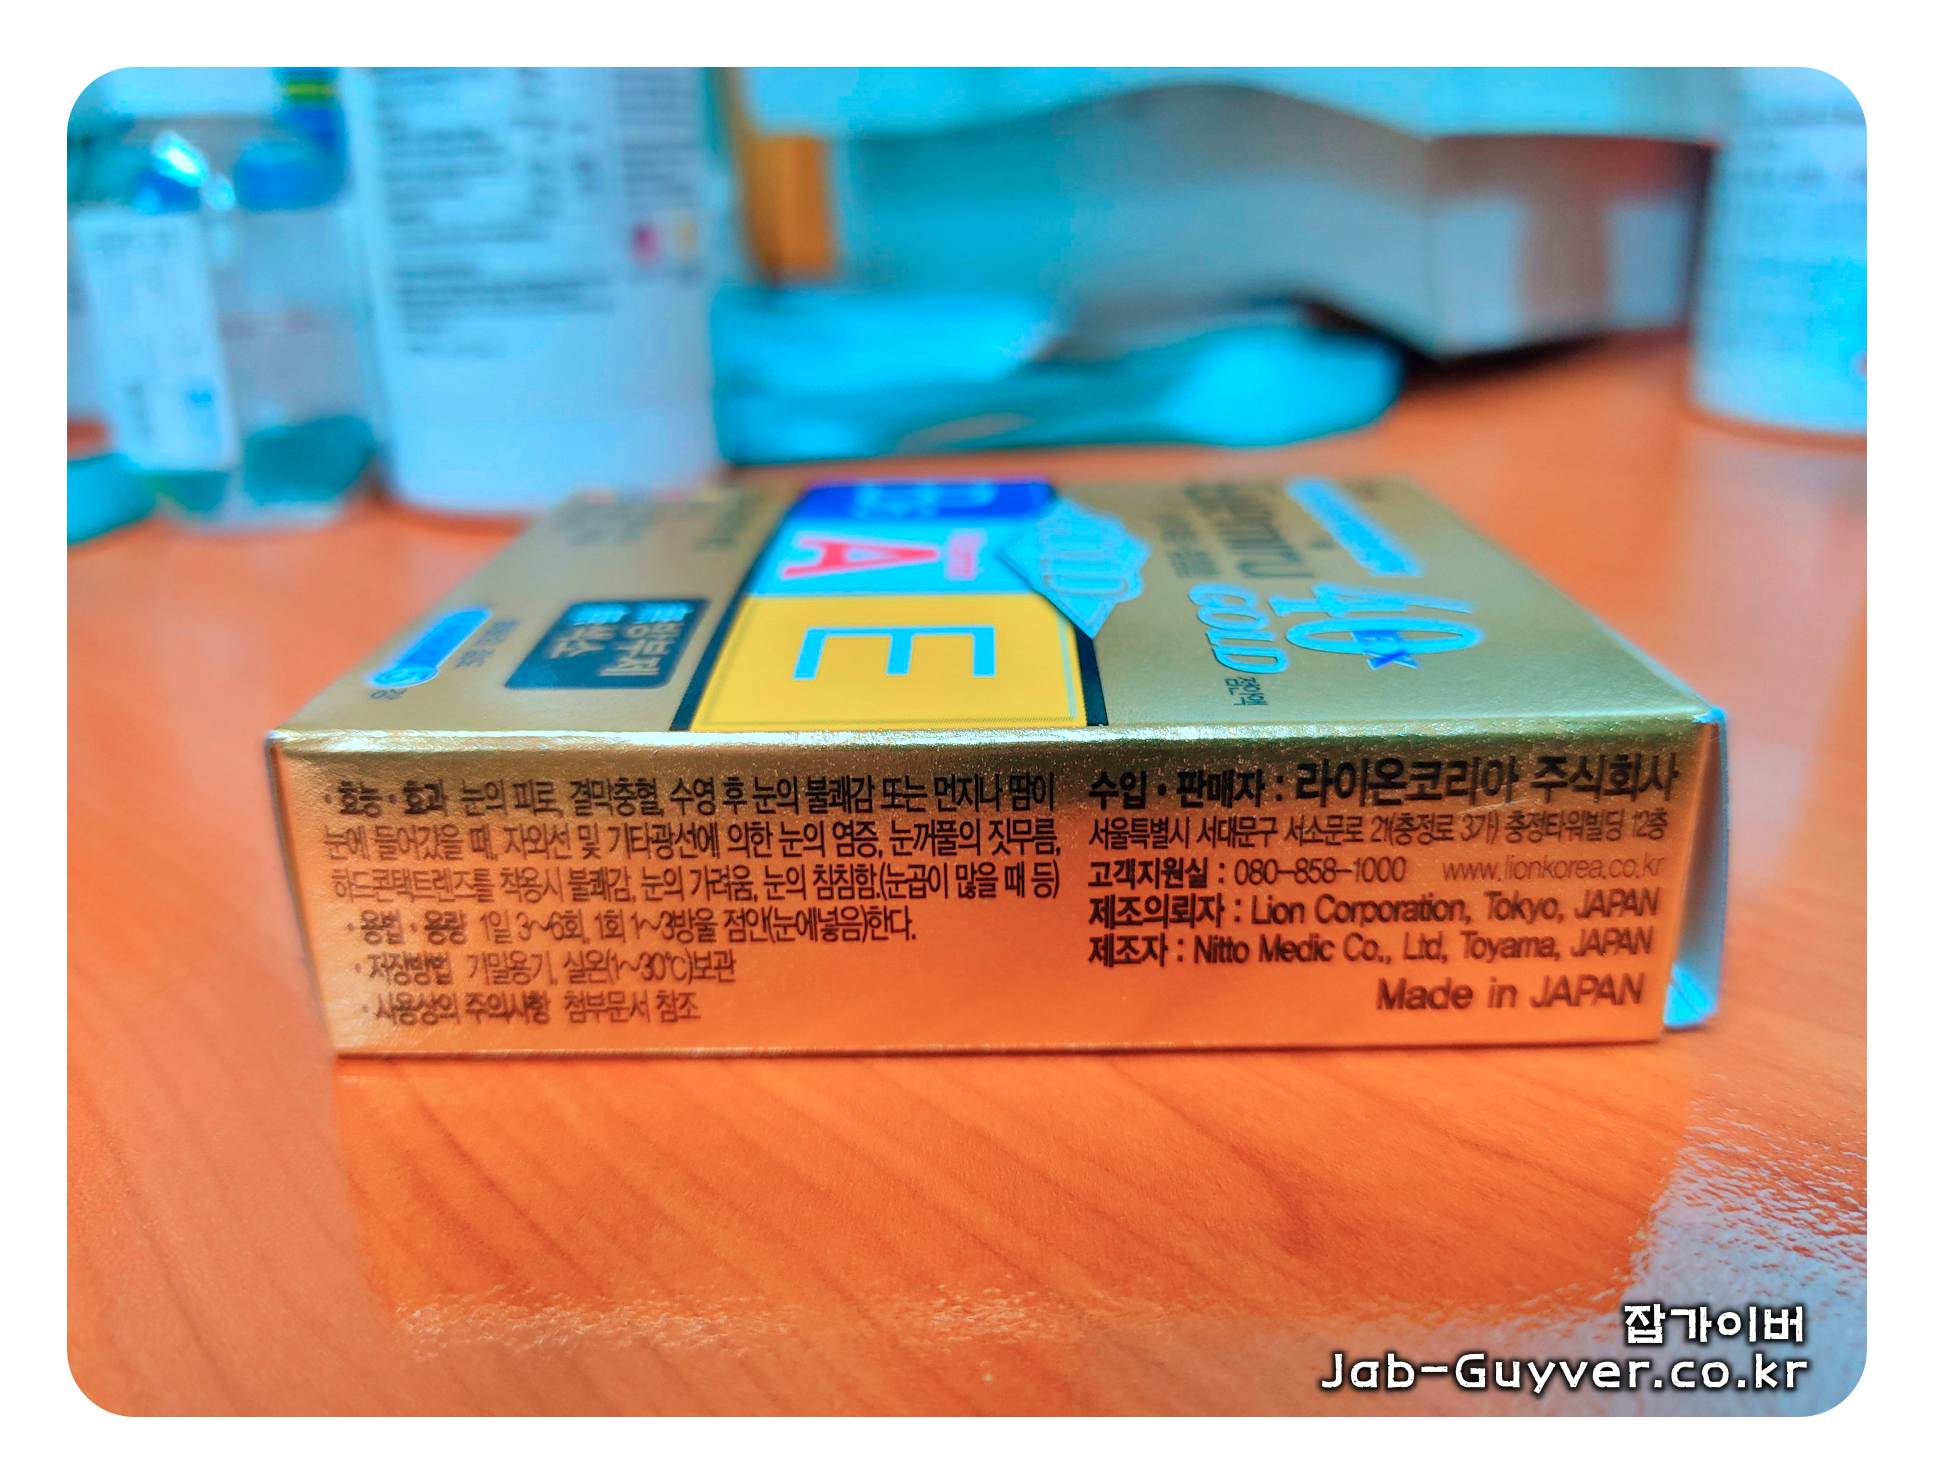 A
E
GOLD
40
EX
GOLD
점안액
방부제
보존
· 효능 · 효과 눈의 피로, 결막충혈, 수영 후 눈의 불쾌감 또는 먼지나 땀이
눈에 들어갔을 때, 자외선 및 기타광선에 의한 눈의 염증, 눈꺼풀의 짓무름,
하드콘택트렌즈를 착용시 불쾌감, 눈의 가려움, 눈의 침침함.(눈곱이 많을 때 등)
· 용법 · 용량 1일 3~6회, 1회 1~3방울 점안(눈에넣음)한다.
· 저장방법 기밀용기, 실온(1~30℃)보관
· 사용상의 주의사항 첨부문서 참조
수입 · 판매자 : 라이온코리아 주식회사
서울특별시 서대문구 서소문로 21(충정로 3가) 충정타워빌딩 12층
고객지원실 : 080-858-1000 www.lionkorea.co.kr
제조의뢰자 : Lion Corporation, Tokyo, JAPAN
제조자 : Nitto Medic Co., Ltd, Toyama, JAPAN
Made in JAPAN
잡가이버
Jab-Guyver.co.kr